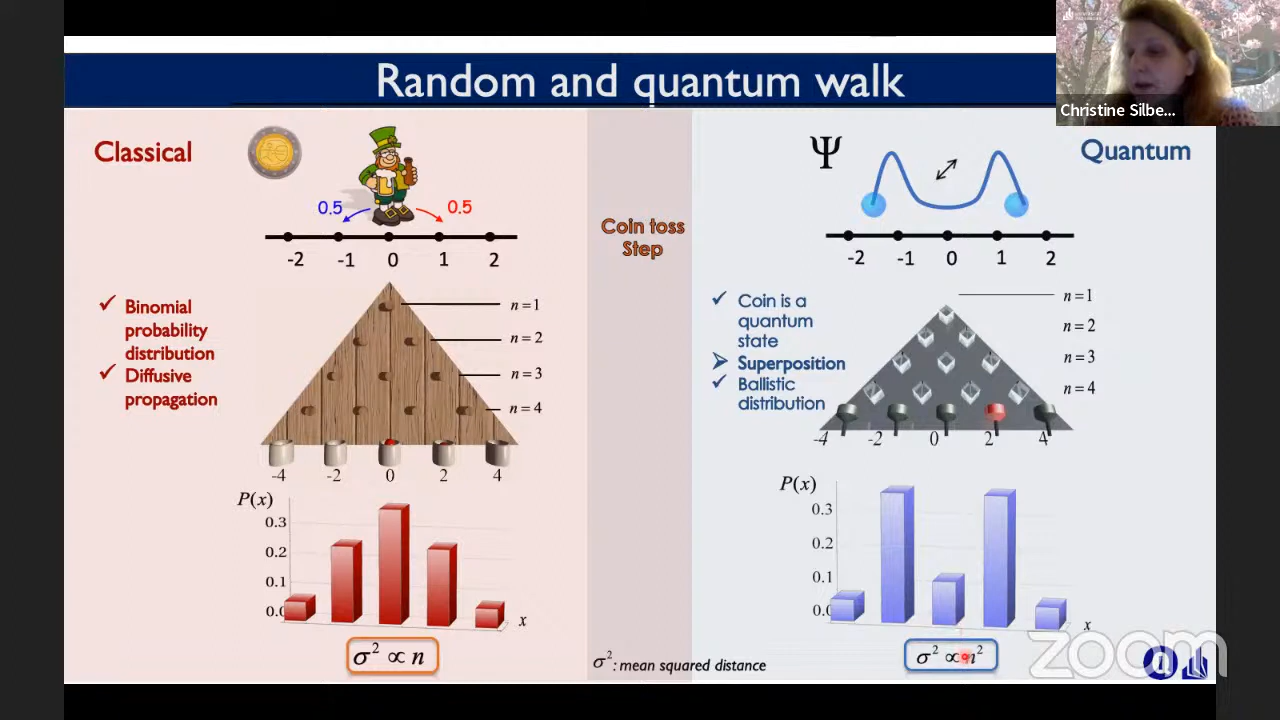 Random and quantum walk
Christine Silbe...
Classical
0.5
0.5
-2 -1 0 1 2
Binomial
probability
distribution
Diffusive
propagation
n = 1
n = 2
n = 3
n = 4
-4 -2 0 2 4
P(x)
0.3
0.2
0.1
0.0
x
σ² ∝ n
Coin toss
Step
σ² : mean squared distance
Quantum
Ψ
-2 -1 0 1 2
Coin is a
quantum
state
Superposition
Ballistic
distribution
n = 1
n = 2
n = 3
n = 4
-4 -2 0 2 4
P(x)
0.3
0.2
0.1
0.0
x
σ² ∝ n²
zoom